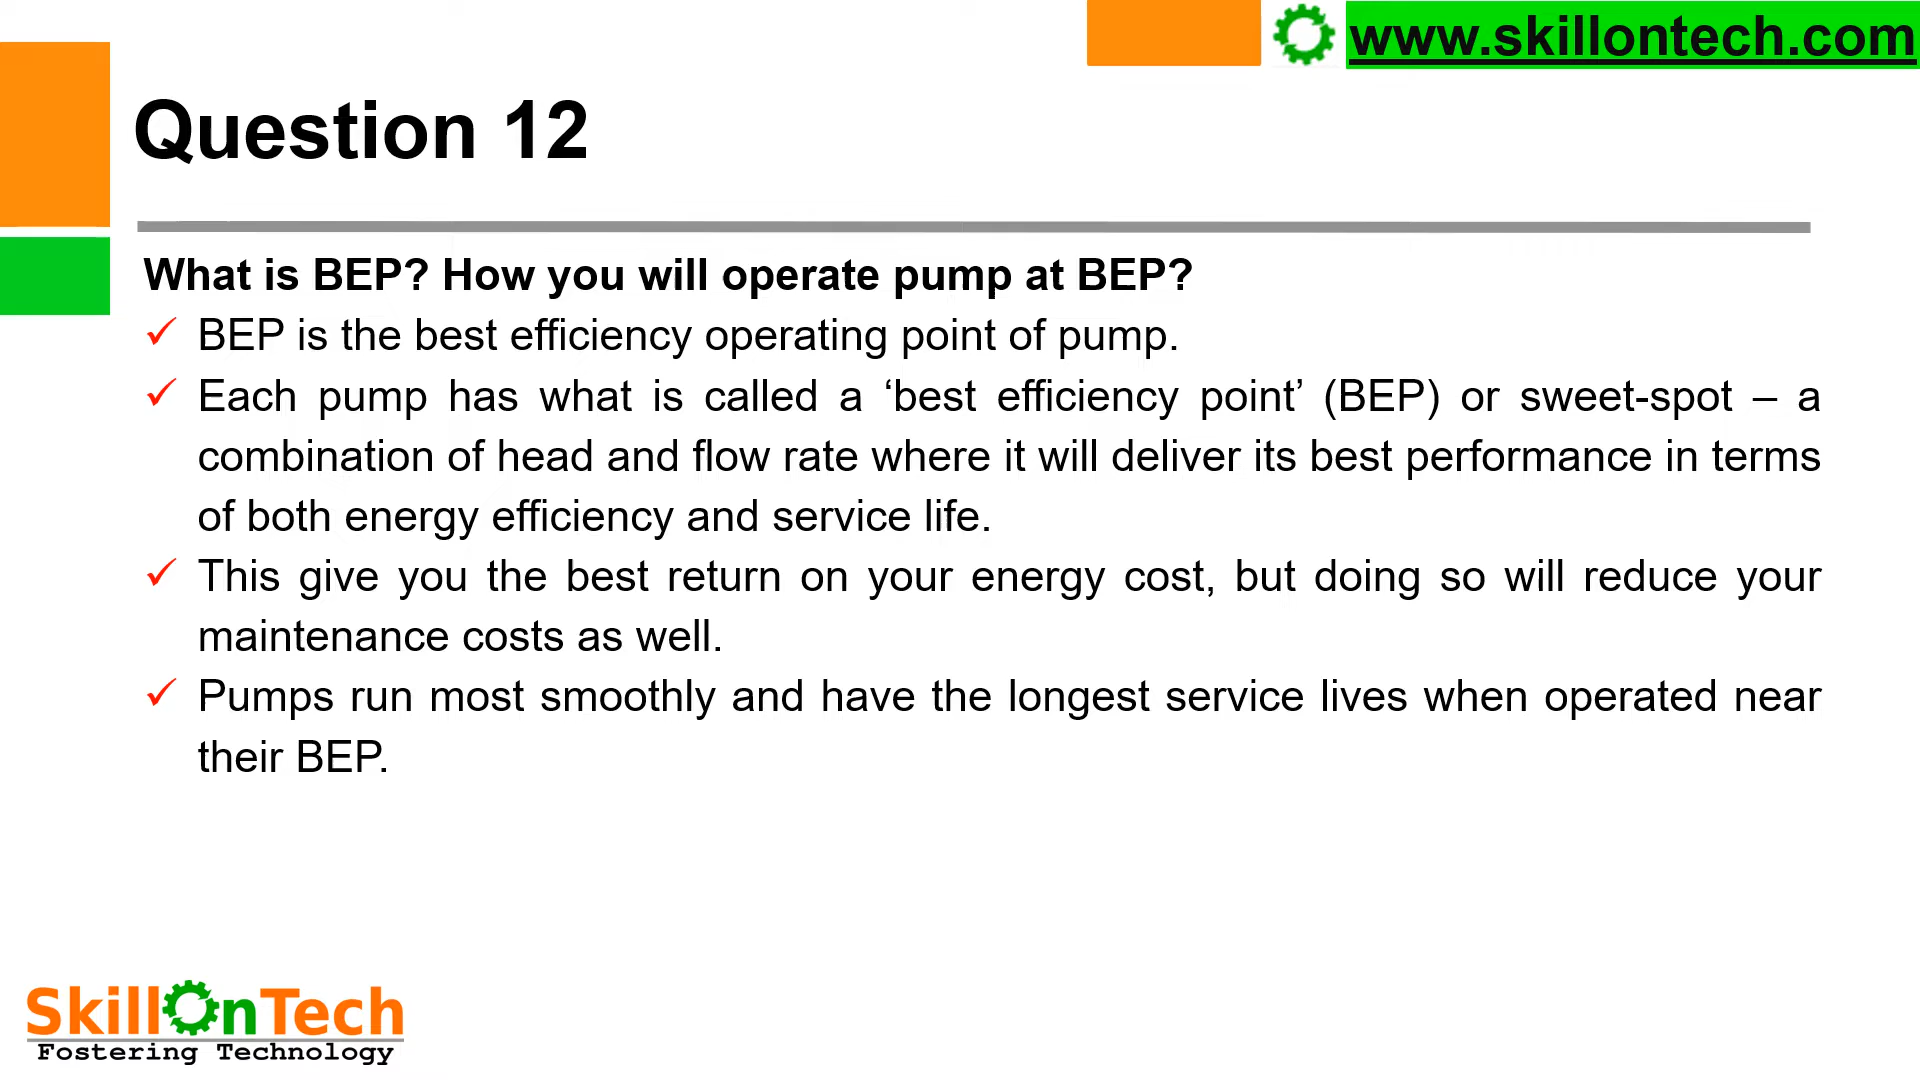 www.skillontech.com
Question 12
What is BEP? How you will operate pump at BEP?
✓ BEP is the best efficiency operating point of pump.
✓ Each pump has what is called a ‘best efficiency point’ (BEP) or sweet-spot – a
combination of head and flow rate where it will deliver its best performance in terms
of both energy efficiency and service life.
✓ This give you the best return on your energy cost, but doing so will reduce your
maintenance costs as well.
✓ Pumps run most smoothly and have the longest service lives when operated near
their BEP.
SkillOnTech
Fostering Technology